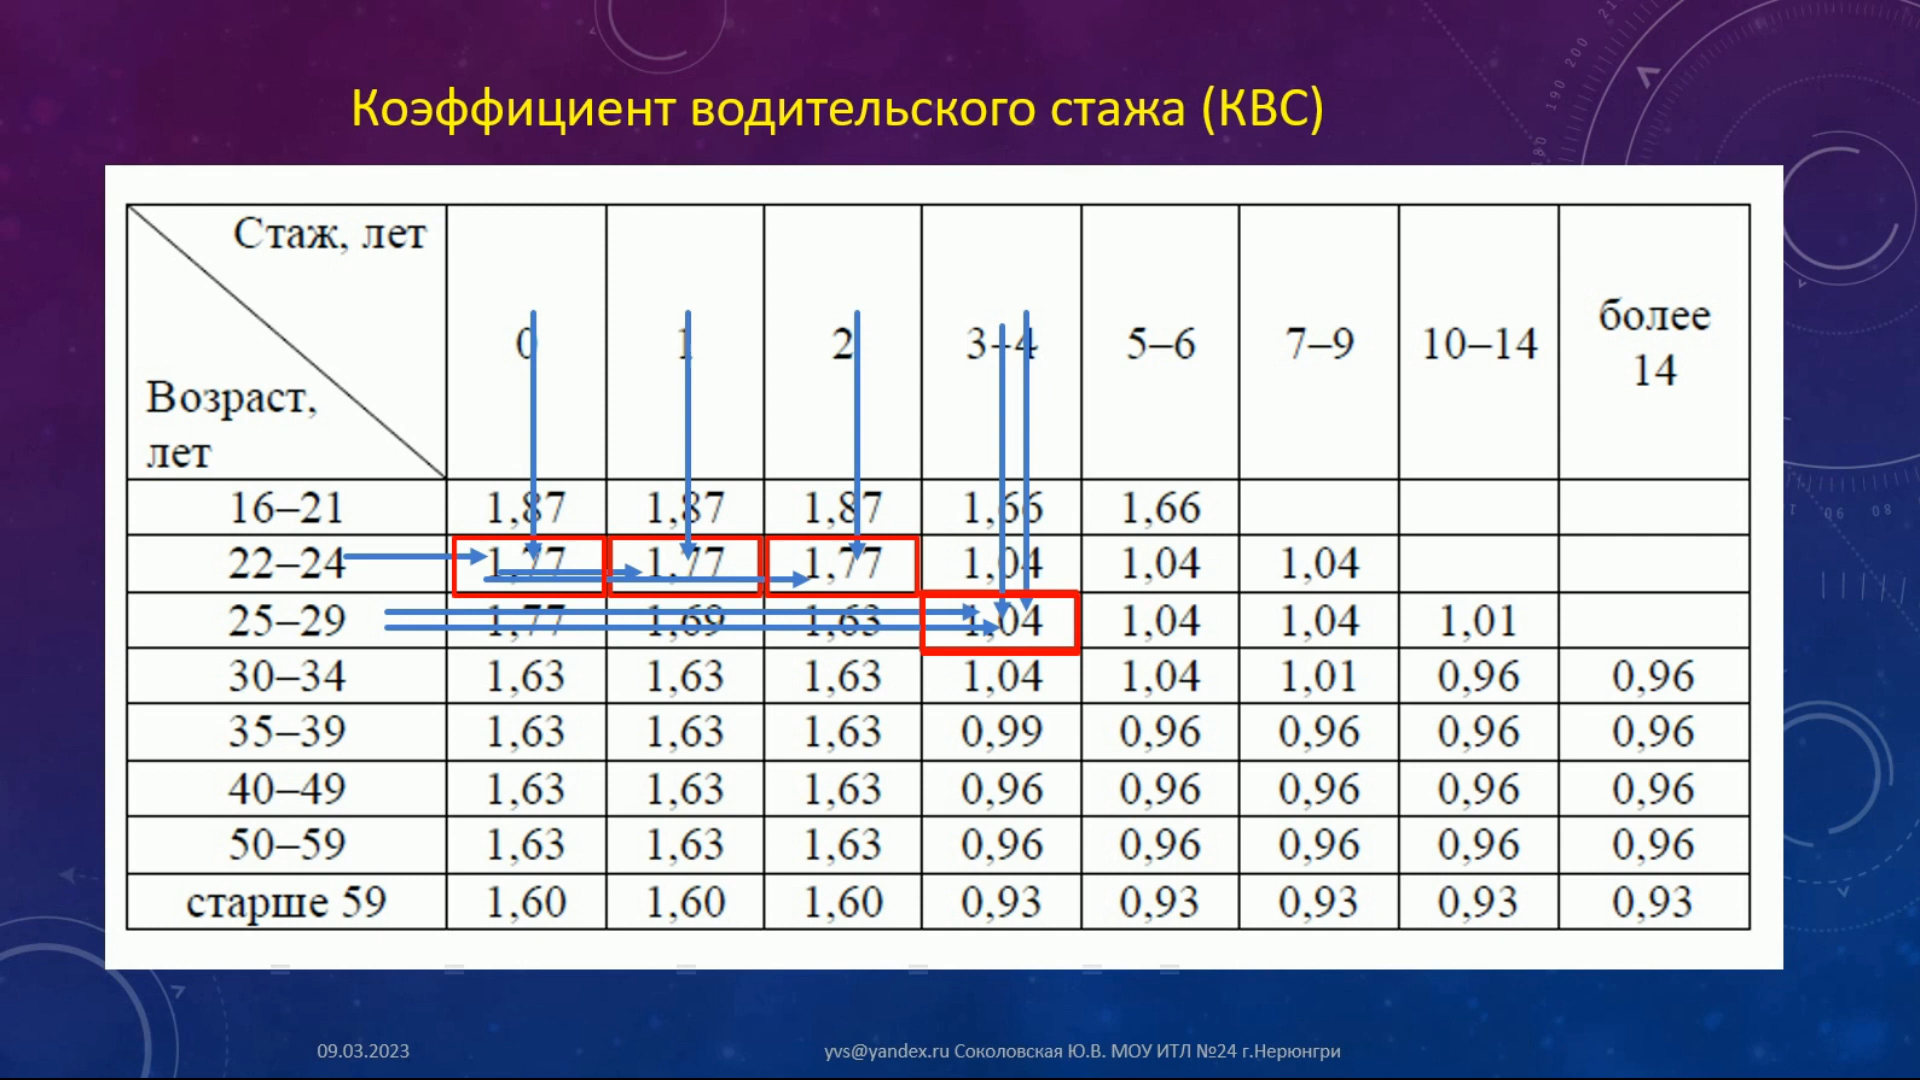 Коэффициент водительского стажа (КВС)
Стаж, лет
Возраст, лет
0 1 2 3–4 5–6 7–9 10–14 более 14
16–21 1,87 1,87 1,87 1,66 1,66
22–24 1,77 1,77 1,77 1,04 1,04 1,04
25–29 1,77 1,69 1,63 1,04 1,04 1,04 1,01
30–34 1,63 1,63 1,63 1,04 1,04 1,01 0,96 0,96
35–39 1,63 1,63 1,63 0,99 0,96 0,96 0,96 0,96
40–49 1,63 1,63 1,63 0,96 0,96 0,96 0,96 0,96
50–59 1,63 1,63 1,63 0,96 0,96 0,96 0,96 0,96
старше 59 1,60 1,60 1,60 0,93 0,93 0,93 0,93 0,93
09.03.2023 yvs@yandex.ru Соколовская Ю.В. МОУ ИТЛ №24 г.Нерюнгри
210
190 200
180
90 80